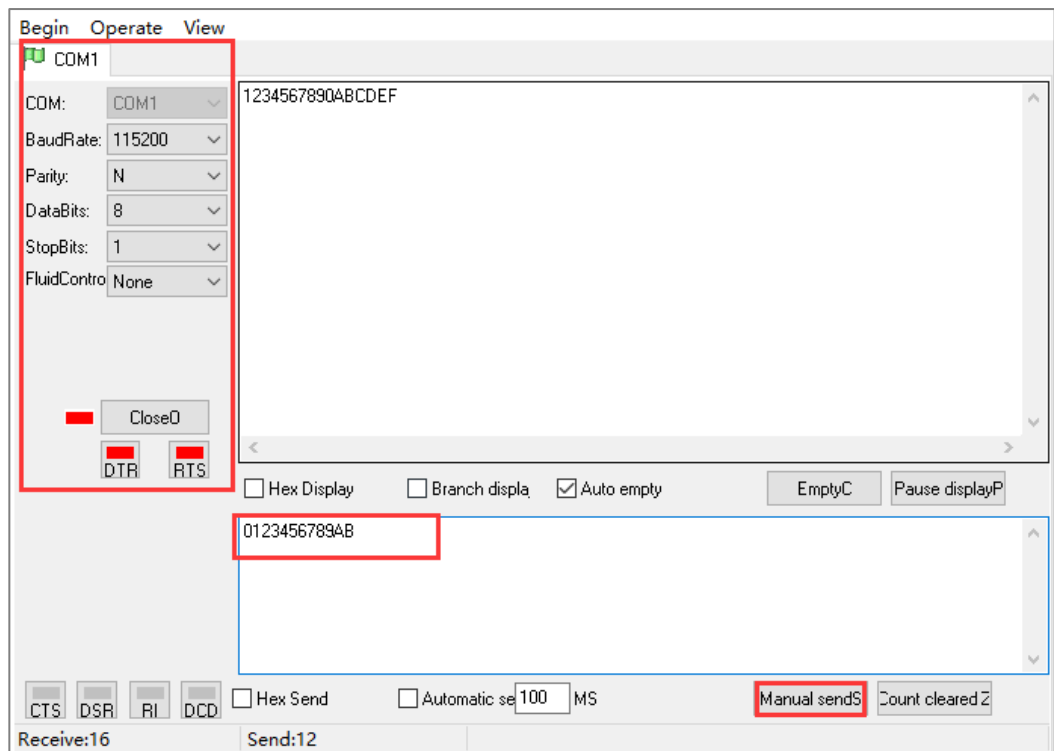 Begin Operate View
COM1
COM: COM1
BaudRate: 115200
Parity: N
DataBits: 8
StopBits: 1
FluidContro None
CloseO
DTR RTS
1234567890ABCDEF
Hex Display Branch displa Auto empty EmptyC Pause displayP
0123456789AB
CTS DSR RI DCD Hex Send Automatic se 100 MS Manual sendS Count cleared Z
Receive:16 Send:12